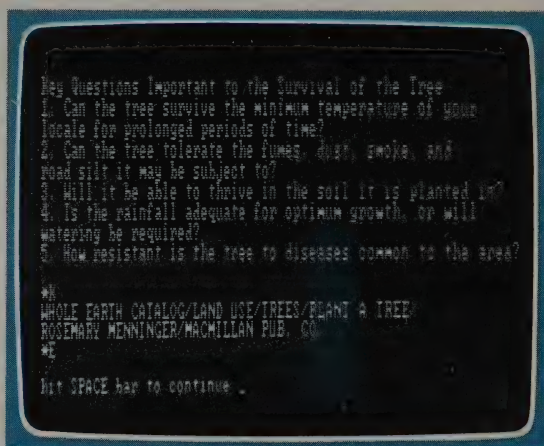 Key Questions Important to the Survival of the Tree
1. Can the tree survive the minimum temperature of your
locale for prolonged periods of time?
2. Can the tree tolerate the fumes, dust, smoke, and
road silt it may be subject to?
3. Will it be able to thrive in the soil it is planted in?
4. Is the rainfall adequate for optimum growth, or will
watering be required?
5. How resistant is the tree to diseases common to the area?
*K
WHOLE EARTH CATALOG/LAND USE/TREES/PLANT A TREE/
ROSEMARY MENNINGER/MACMILLAN PUB. CO
*E
hit SPACE bar to continue